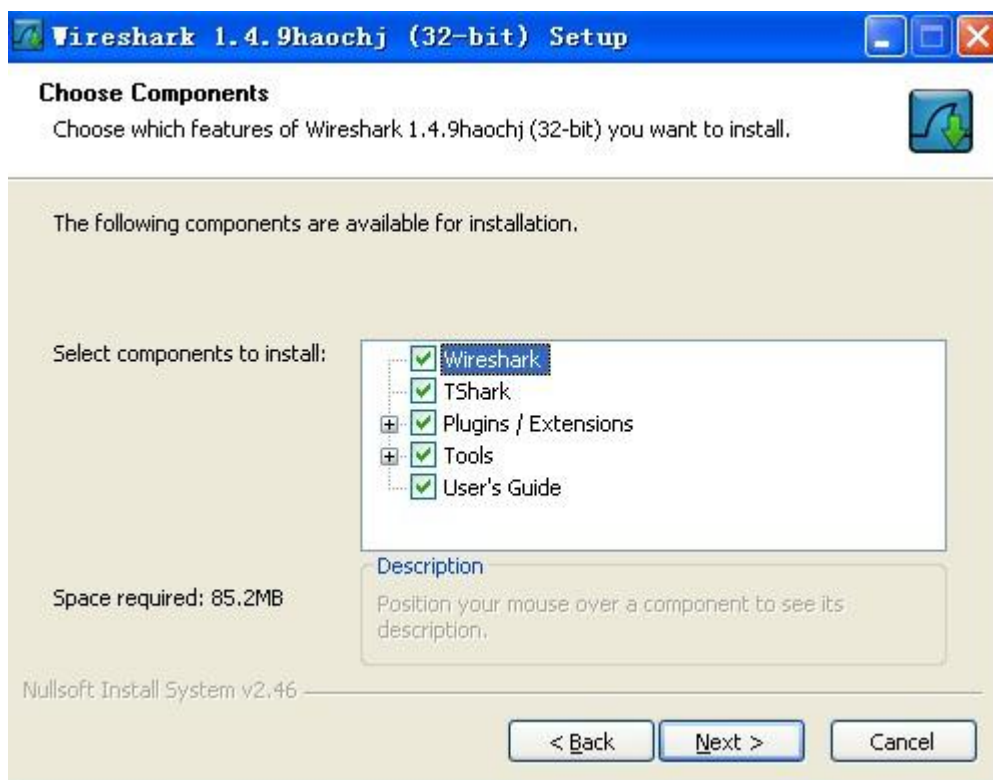 Wireshark 1.4.9haochj (32-bit) Setup
Choose Components
Choose which features of Wireshark 1.4.9haochj (32-bit) you want to install.
The following components are available for installation.
Select components to install:
Wireshark
TShark
Plugins / Extensions
Tools
User's Guide
Space required: 85.2MB
Description
Position your mouse over a component to see its
description.
Nullsoft Install System v2.46
< Back
Next >
Cancel